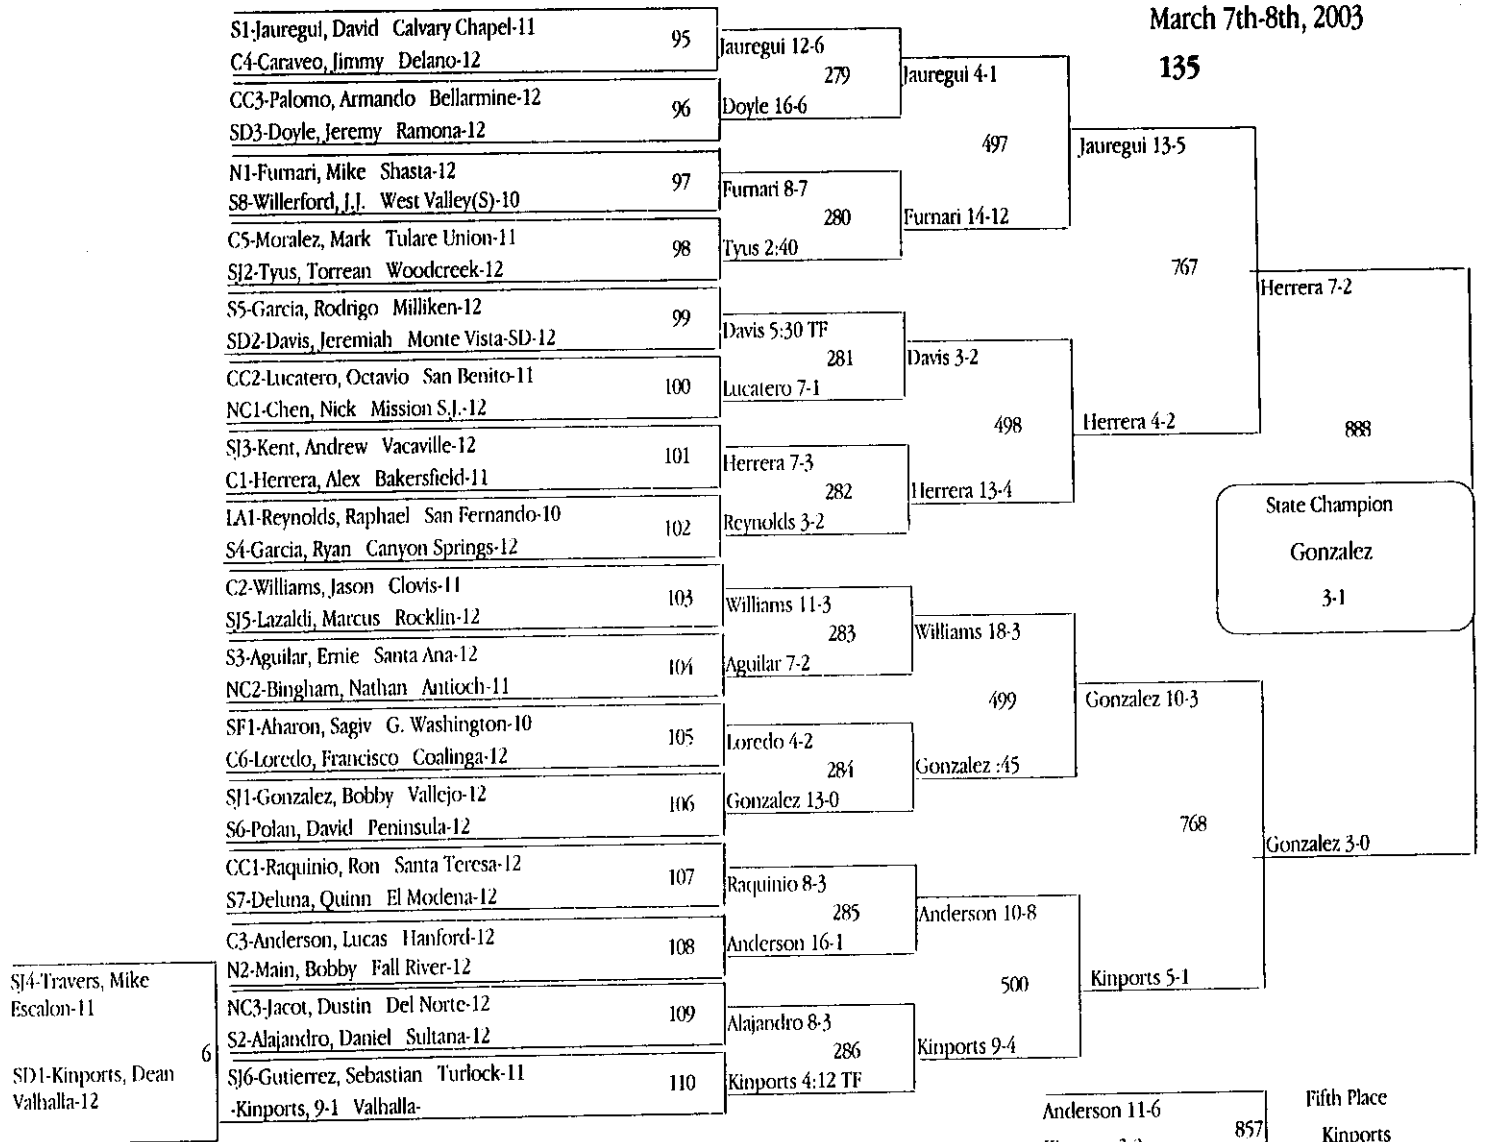 March 7th-8th, 2003
135
S1-Jauregui, David Calvary Chapel-11
C4-Caraveo, Jimmy Delano-12
95
CC3-Palomo, Armando Bellarmine-12
SD3-Doyle, Jeremy Ramona-12
96
N1-Furnari, Mike Shasta-12
S8-Willerford, J.J. West Valley(S)-10
97
C5-Moralez, Mark Tulare Union-11
SJ2-Tyus, Torrean Woodcreek-12
98
S5-Garcia, Rodrigo Milliken-12
SD2-Davis, Jeremiah Monte Vista-SD-12
99
CC2-Lucatero, Octavio San Benito-11
NC1-Chen, Nick Mission S.J.-12
100
SJ3-Kent, Andrew Vacaville-12
C1-Herrera, Alex Bakersfield-11
101
LA1-Reynolds, Raphael San Fernando-10
S4-Garcia, Ryan Canyon Springs-12
102
C2-Williams, Jason Clovis-11
SJ5-Lazaldi, Marcus Rocklin-12
103
S3-Aguilar, Ernie Santa Ana-12
NC2-Bingham, Nathan Antioch-11
104
SF1-Aharon, Sagiv G. Washington-10
C6-Loredo, Francisco Coalinga-12
105
SJ1-Gonzalez, Bobby Vallejo-12
S6-Polan, David Peninsula-12
106
CC1-Raquinio, Ron Santa Teresa-12
S7-Deluna, Quinn El Modena-12
107
C3-Anderson, Lucas Hanford-12
N2-Main, Bobby Fall River-12
108
NC3-Jacot, Dustin Del Norte-12
S2-Alajandro, Daniel Sultana-12
109
SJ6-Gutierrez, Sebastian Turlock-11
-Kinports, 9-1 Valhalla-
110
SJ4-Travers, Mike
Escalon-11
6
SD1-Kinports, Dean
Valhalla-12
Jauregui 12-6
279
Doyle 16-6
Furnari 8-7
280
Tyus 2:40
Davis 5:30 TF
281
Lucatero 7-1
Herrera 7-3
282
Reynolds 3-2
Williams 11-3
283
Aguilar 7-2
Loredo 4-2
284
Gonzalez 13-0
Raquinio 8-3
285
Anderson 16-1
Alajandro 8-3
286
Kinports 4:12 TF
Jauregui 4-1
497
Furnari 14-12
Davis 3-2
498
Herrera 13-4
Williams 18-3
499
Gonzalez :45
Anderson 10-8
500
Kinports 9-4
Jauregui 13-5
767
Herrera 4-2
Gonzalez 10-3
768
Kinports 5-1
Herrera 7-2
888
Gonzalez 3-0
State Champion
Gonzalez
3-1
Anderson 11-6
857
Fifth Place
Kinports